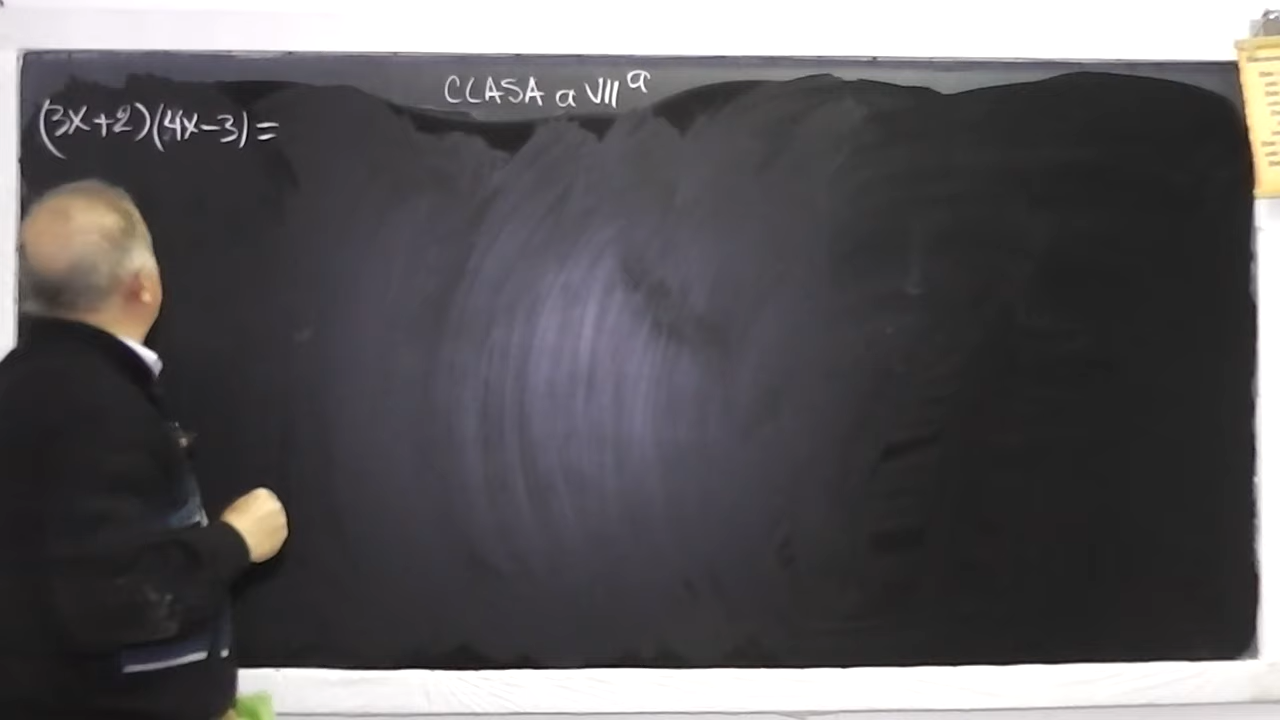 CLASA a VII a
(3x+2)(4x-3)=